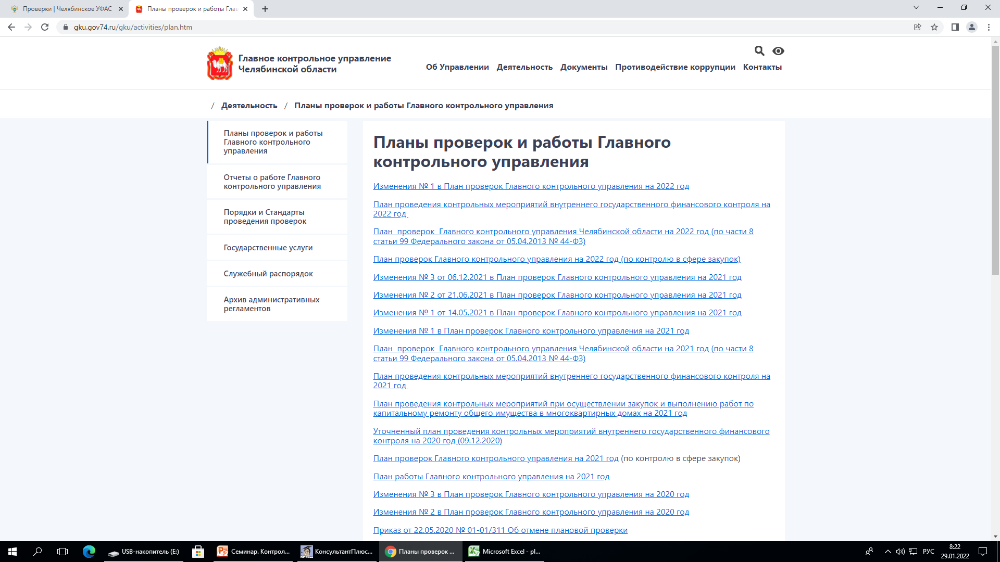 Проверки | Челябинское УФАС
Планы проверок и работы Глав
gku.gov74.ru/gku/activities/plan.htm
Главное контрольное управление
Челябинской области
Об Управлении Деятельность Документы Противодействие коррупции Контакты
/ Деятельность / Планы проверок и работы Главного контрольного управления
Планы проверок и работы
Главного контрольного
управления
Отчеты о работе Главного
контрольного управления
Порядки и Стандарты
проведения проверок
Государственные услуги
Служебный распорядок
Архив административных
регламентов
Планы проверок и работы Главного
контрольного управления
Изменения № 1 в План проверок Главного контрольного управления на 2022 год
План проведения контрольных мероприятий внутреннего государственного финансового контроля на
2022 год
План проверок Главного контрольного управления Челябинской области на 2022 год (по части 8
статьи 99 Федерального закона от 05.04.2013 № 44-ФЗ)
План проверок Главного контрольного управления на 2022 год (по контролю в сфере закупок)
Изменения № 3 от 06.12.2021 в План проверок Главного контрольного управления на 2021 год
Изменения № 2 от 21.06.2021 в План проверок Главного контрольного управления на 2021 год
Изменения № 1 от 14.05.2021 в План проверок Главного контрольного управления на 2021 год
Изменения № 1 в План проверок Главного контрольного управления на 2021 год
План проверок Главного контрольного управления Челябинской области на 2021 год (по части 8
статьи 99 Федерального закона от 05.04.2013 № 44-ФЗ)
План проведения контрольных мероприятий внутреннего государственного финансового контроля на
2021 год
План проведения контрольных мероприятий при осуществлении закупок и выполнению работ по
капитальному ремонту общего имущества в многоквартирных домах на 2021 год
Уточненный план проведения контрольных мероприятий внутреннего государственного финансового
контроля на 2020 год (09.12.2020)
План проверок Главного контрольного управления на 2021 год (по контролю в сфере закупок)
План работы Главного контрольного управления на 2021 год
Изменения № 3 в План проверок Главного контрольного управления на 2020 год
Изменения № 2 в План проверок Главного контрольного управления на 2020 год
Приказ от 22.05.2020 № 01-01/311 Об отмене плановой проверки
USB-накопитель (E:)
Семинар. Контрол...
КонсультантПлюс...
Планы проверок ...
Microsoft Excel - pl...
РУС
8:22
29.01.2022